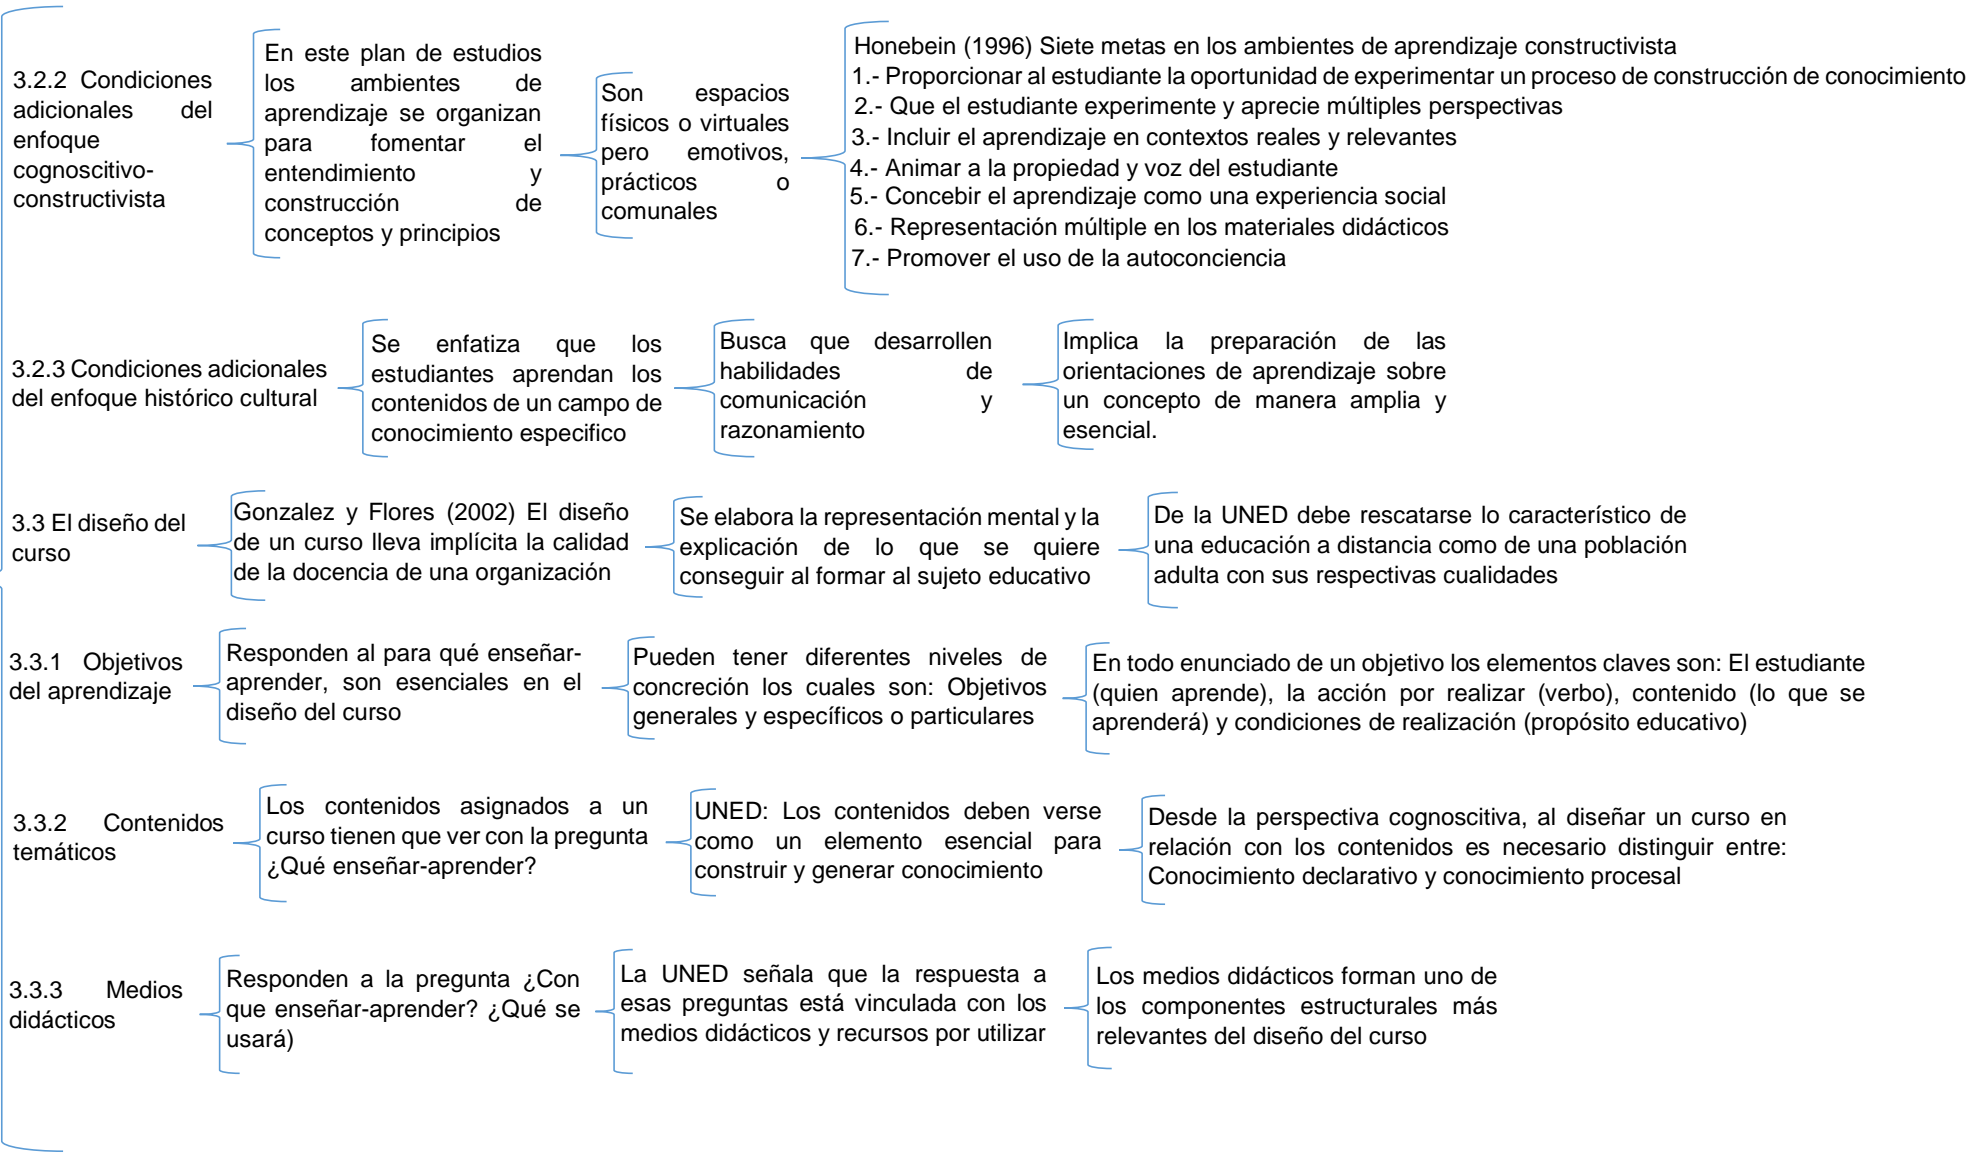 3.2.2 Condiciones
adicionales del
enfoque
cognoscitivo-
constructivista
En este plan de estudios
los ambientes de
aprendizaje se organizan
para fomentar el
entendimiento y
construcción de
conceptos y principios
Son espacios
físicos o virtuales
pero emotivos,
prácticos o
comunales
Honebein (1996) Siete metas en los ambientes de aprendizaje constructivista
1.- Proporcionar al estudiante la oportunidad de experimentar un proceso de construcción de conocimiento
2.- Que el estudiante experimente y aprecie múltiples perspectivas
3.- Incluir el aprendizaje en contextos reales y relevantes
4.- Animar a la propiedad y voz del estudiante
5.- Concebir el aprendizaje como una experiencia social
6.- Representación múltiple en los materiales didácticos
7.- Promover el uso de la autoconciencia
3.2.3 Condiciones adicionales
del enfoque histórico cultural
Se enfatiza que los
estudiantes aprendan los
contenidos de un campo de
conocimiento especifico
Busca que desarrollen
habilidades de
comunicación y
razonamiento
Implica la preparación de las
orientaciones de aprendizaje sobre
un concepto de manera amplia y
esencial.
3.3 El diseño del
curso
Gonzalez y Flores (2002) El diseño
de un curso lleva implícita la calidad
de la docencia de una organización
Se elabora la representación mental y la
explicación de lo que se quiere
conseguir al formar al sujeto educativo
De la UNED debe rescatarse lo característico de
una educación a distancia como de una población
adulta con sus respectivas cualidades
3.3.1 Objetivos
del aprendizaje
Responden al para qué enseñar-
aprender, son esenciales en el
diseño del curso
Pueden tener diferentes niveles de
concreción los cuales son: Objetivos
generales y específicos o particulares
En todo enunciado de un objetivo los elementos claves son: El estudiante
(quien aprende), la acción por realizar (verbo), contenido (lo que se
aprenderá) y condiciones de realización (propósito educativo)
3.3.2 Contenidos
temáticos
Los contenidos asignados a un
curso tienen que ver con la pregunta
¿Qué enseñar-aprender?
UNED: Los contenidos deben verse
como un elemento esencial para
construir y generar conocimiento
Desde la perspectiva cognoscitiva, al diseñar un curso en
relación con los contenidos es necesario distinguir entre:
Conocimiento declarativo y conocimiento procesal
3.3.3 Medios
didácticos
Responden a la pregunta ¿Con
que enseñar-aprender? ¿Qué se
usará)
La UNED señala que la respuesta a
esas preguntas está vinculada con los
medios didácticos y recursos por utilizar
Los medios didácticos forman uno de
los componentes estructurales más
relevantes del diseño del curso